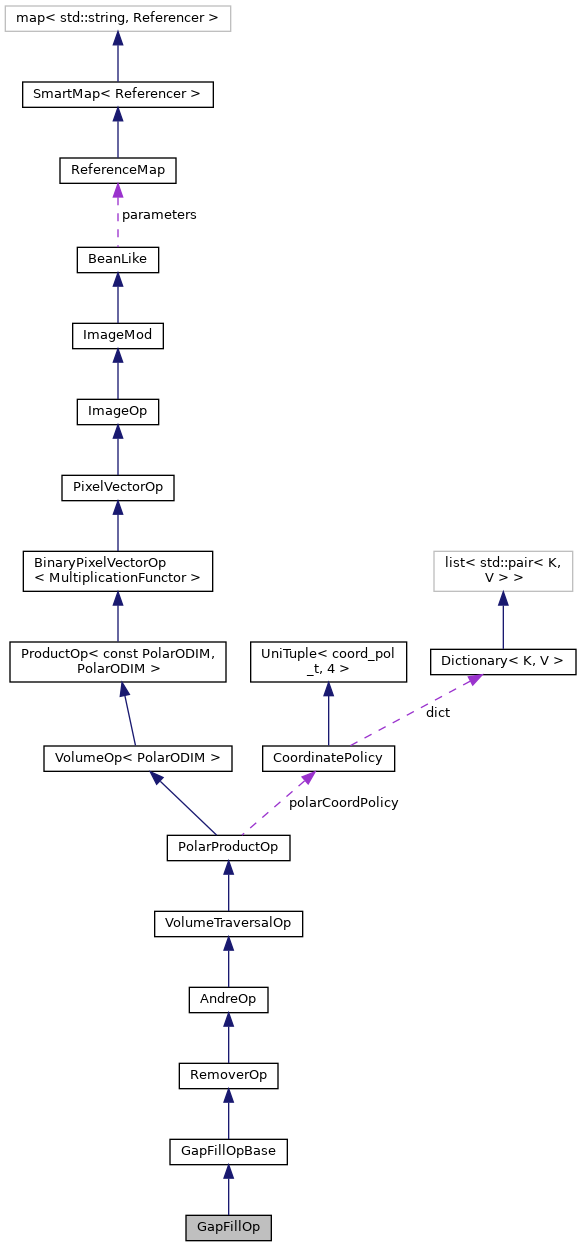 map< std::string, Referencer >
SmartMap< Referencer >
ReferenceMap
parameters
BeanLike
ImageMod
ImageOp
PixelVectorOp
BinaryPixelVectorOp
< MultiplicationFunctor >
list< std::pair< K,
V > >
ProductOp< const PolarODIM,
PolarODIM >
UniTuple< coord_pol
_t, 4 >
Dictionary< K, V >
dict
VolumeOp< PolarODIM >
CoordinatePolicy
polarCoordPolicy
PolarProductOp
VolumeTraversalOp
AndreOp
RemoverOp
GapFillOpBase
GapFillOp